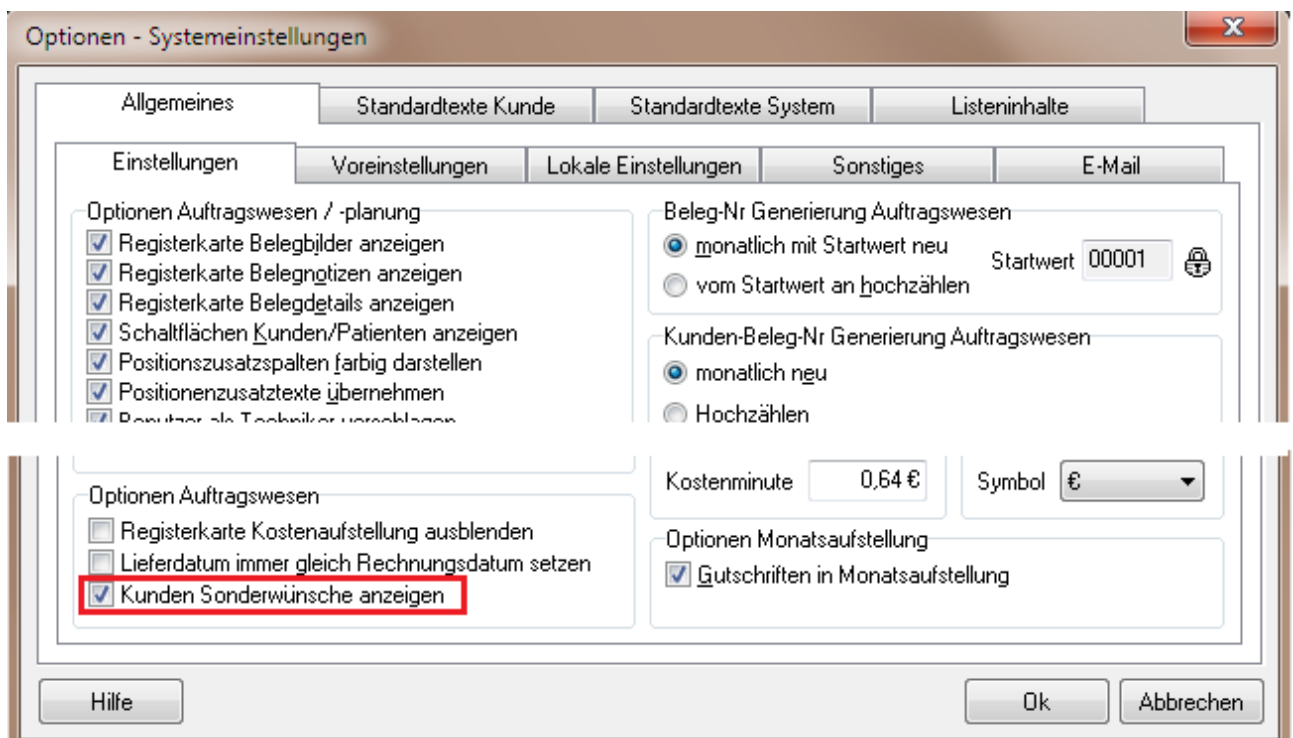 Optionen - Systemeinstellungen
Allgemeines
Standardtexte Kunde
Standardtexte System
Listeninhalte
Einstellungen
Voreinstellungen
Lokale Einstellungen
Sonstiges
E-Mail
Optionen Auftragswesen / -planung
Registerkarte Belegbilder anzeigen
Registerkarte Belegnotizen anzeigen
Registerkarte Belegdetails anzeigen
Schaltflächen Kunden/Patienten anzeigen
Positionszusatzspalten farbig darstellen
Positionenzusatztexte übernehmen
Benutzer als Techniker vorschlagen
Beleg-Nr Generierung Auftragswesen
monatlich mit Startwert neu
vom Startwert an hochzählen
Startwert 00001
Kunden-Beleg-Nr Generierung Auftragswesen
monatlich neu
Hochzählen
Kostenminute 0,64 €
Symbol €
Optionen Auftragswesen
Registerkarte Kostenaufstellung ausblenden
Lieferdatum immer gleich Rechnungsdatum setzen
Kunden Sonderwünsche anzeigen
Optionen Monatsaufstellung
Gutschriften in Monatsaufstellung
Hilfe
Ok
Abbrechen